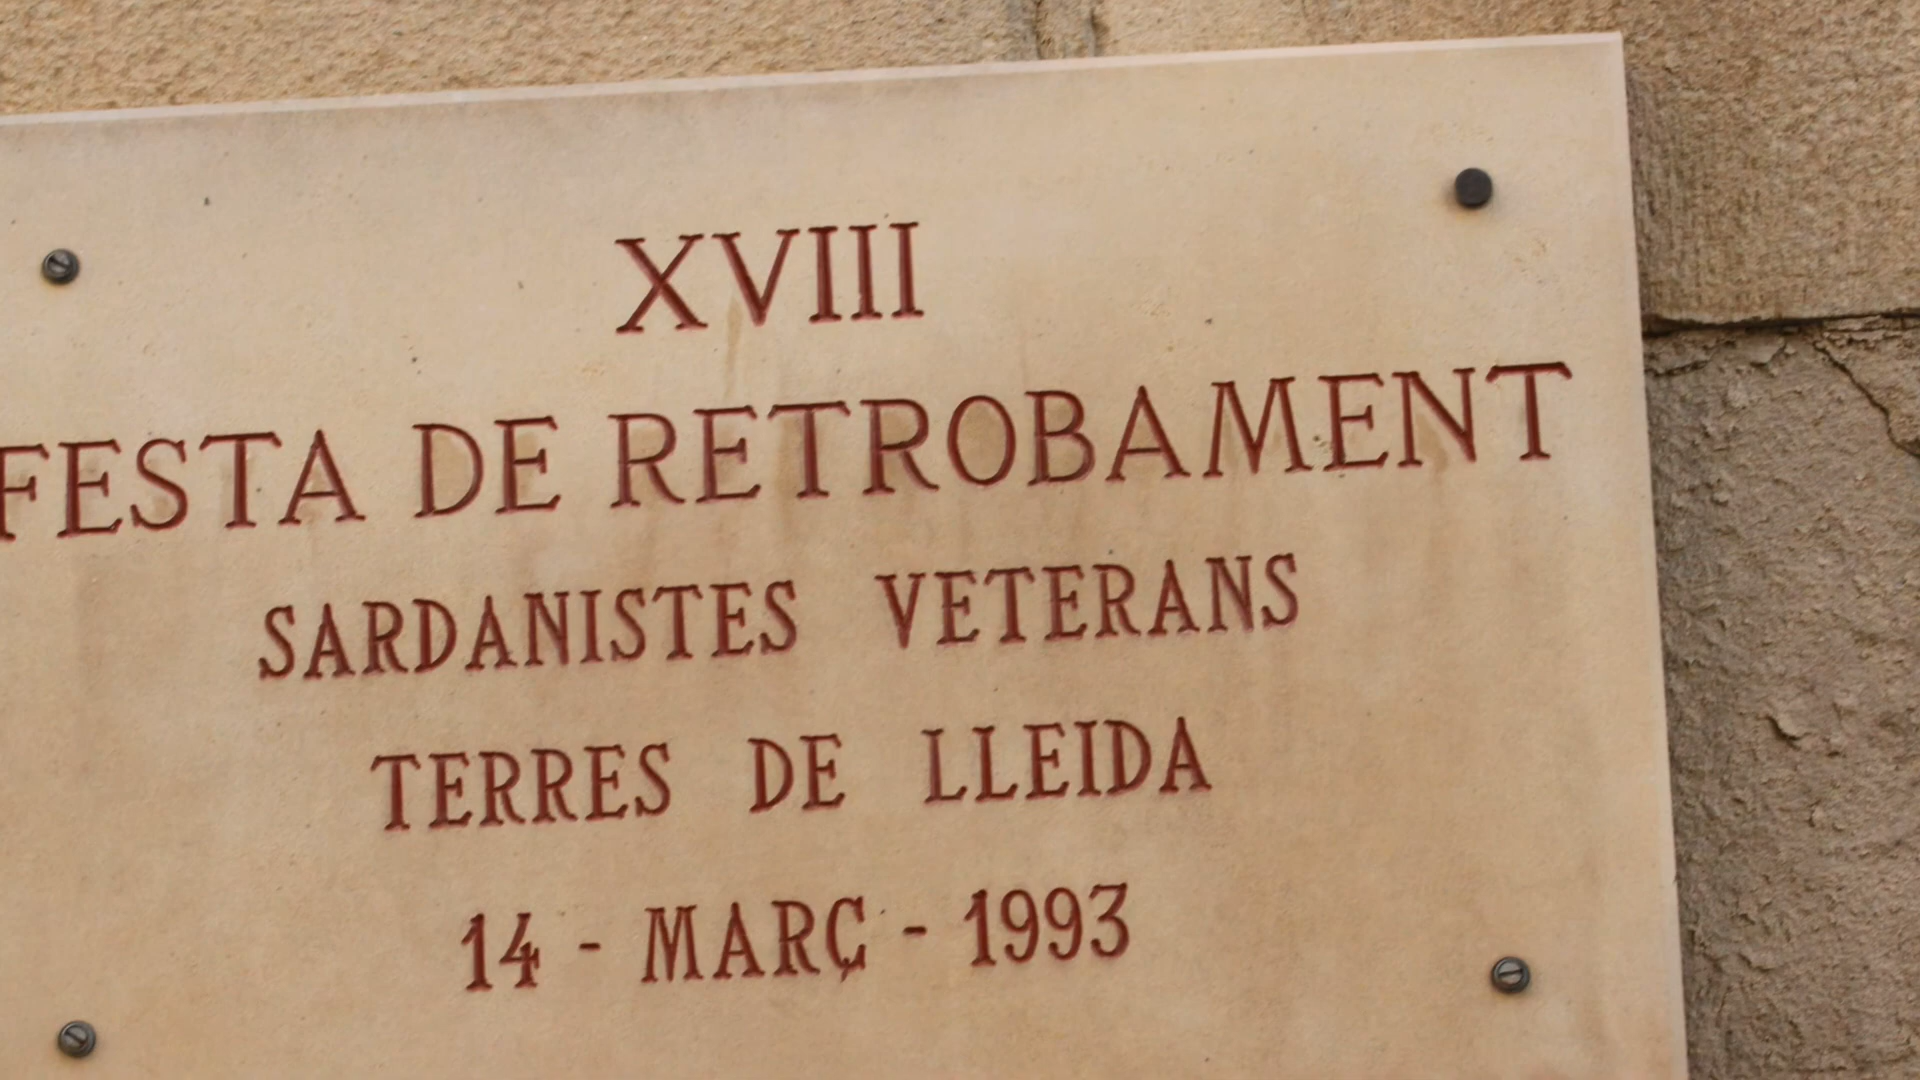 XVIII
FESTA DE RETROBAMENT
SARDANISTES VETERANS
TERRES DE LLEIDA
14 - MARÇ - 1993